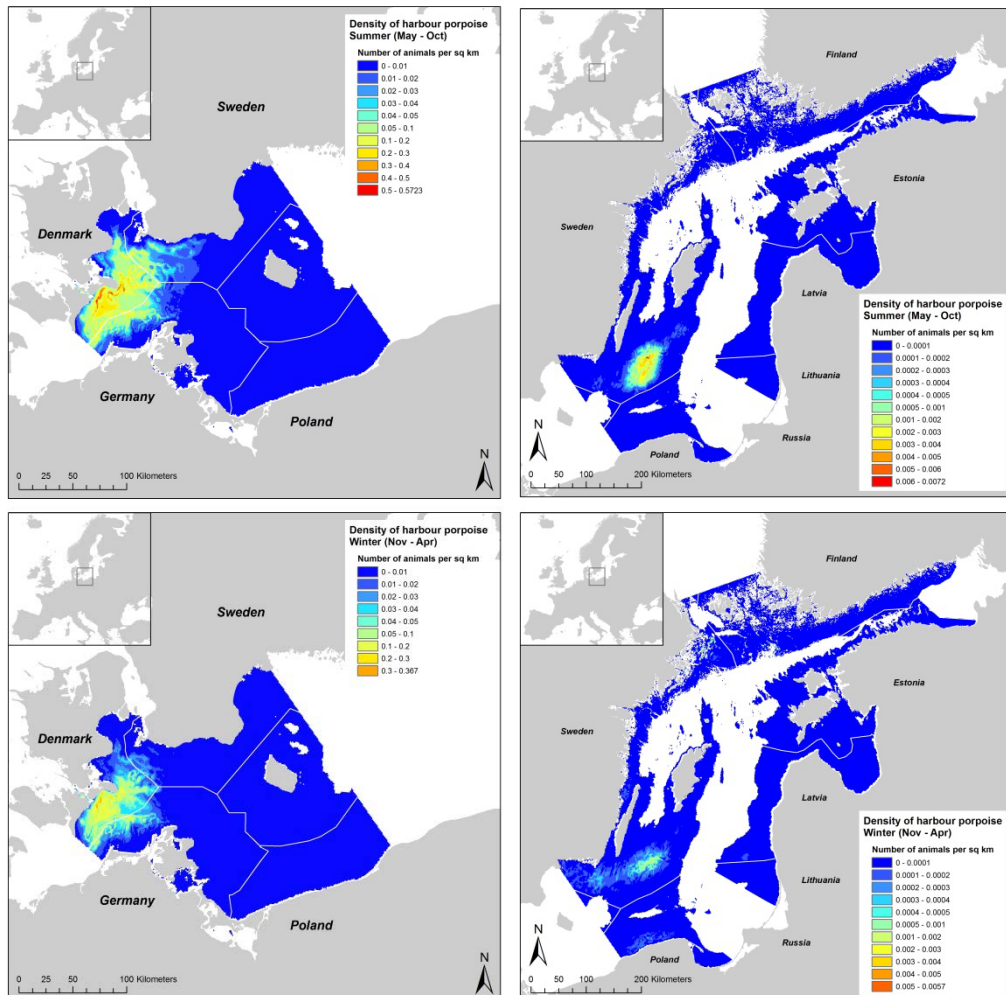 Density of harbour porpoise
Summer (May - Oct)
Number of animals per sq km
0 - 0.01
0.01 - 0.02
0.02 - 0.03
0.03 - 0.04
0.04 - 0.05
0.05 - 0.1
0.1 - 0.2
0.2 - 0.3
0.3 - 0.4
0.4 - 0.5
0.5 - 0.5723
Sweden
Denmark
Germany
Poland
N
0 25 50 100 Kilometers
Finland
Estonia
Sweden
Latvia
Lithuania
Russia
Poland
Density of harbour porpoise
Summer (May - Oct)
Number of animals per sq km
0 - 0.0001
0.0001 - 0.0002
0.0002 - 0.0003
0.0003 - 0.0004
0.0004 - 0.0005
0.0005 - 0.001
0.001 - 0.002
0.002 - 0.003
0.003 - 0.004
0.004 - 0.005
0.005 - 0.006
0.006 - 0.0072
N
0 50 100 200 Kilometers
Density of harbour porpoise
Winter (Nov - Apr)
Number of animals per sq km
0 - 0.01
0.01 - 0.02
0.02 - 0.03
0.03 - 0.04
0.04 - 0.05
0.05 - 0.1
0.1 - 0.2
0.2 - 0.3
0.3 - 0.367
Sweden
Denmark
Germany
Poland
N
0 25 50 100 Kilometers
Finland
Estonia
Sweden
Latvia
Lithuania
Russia
Poland
Density of harbour porpoise
Winter (Nov - Apr)
Number of animals per sq km
0 - 0.0001
0.0001 - 0.0002
0.0002 - 0.0003
0.0003 - 0.0004
0.0004 - 0.0005
0.0005 - 0.001
0.001 - 0.002
0.002 - 0.003
0.003 - 0.004
0.004 - 0.005
0.005 - 0.0057
N
0 50 100 200 Kilometers